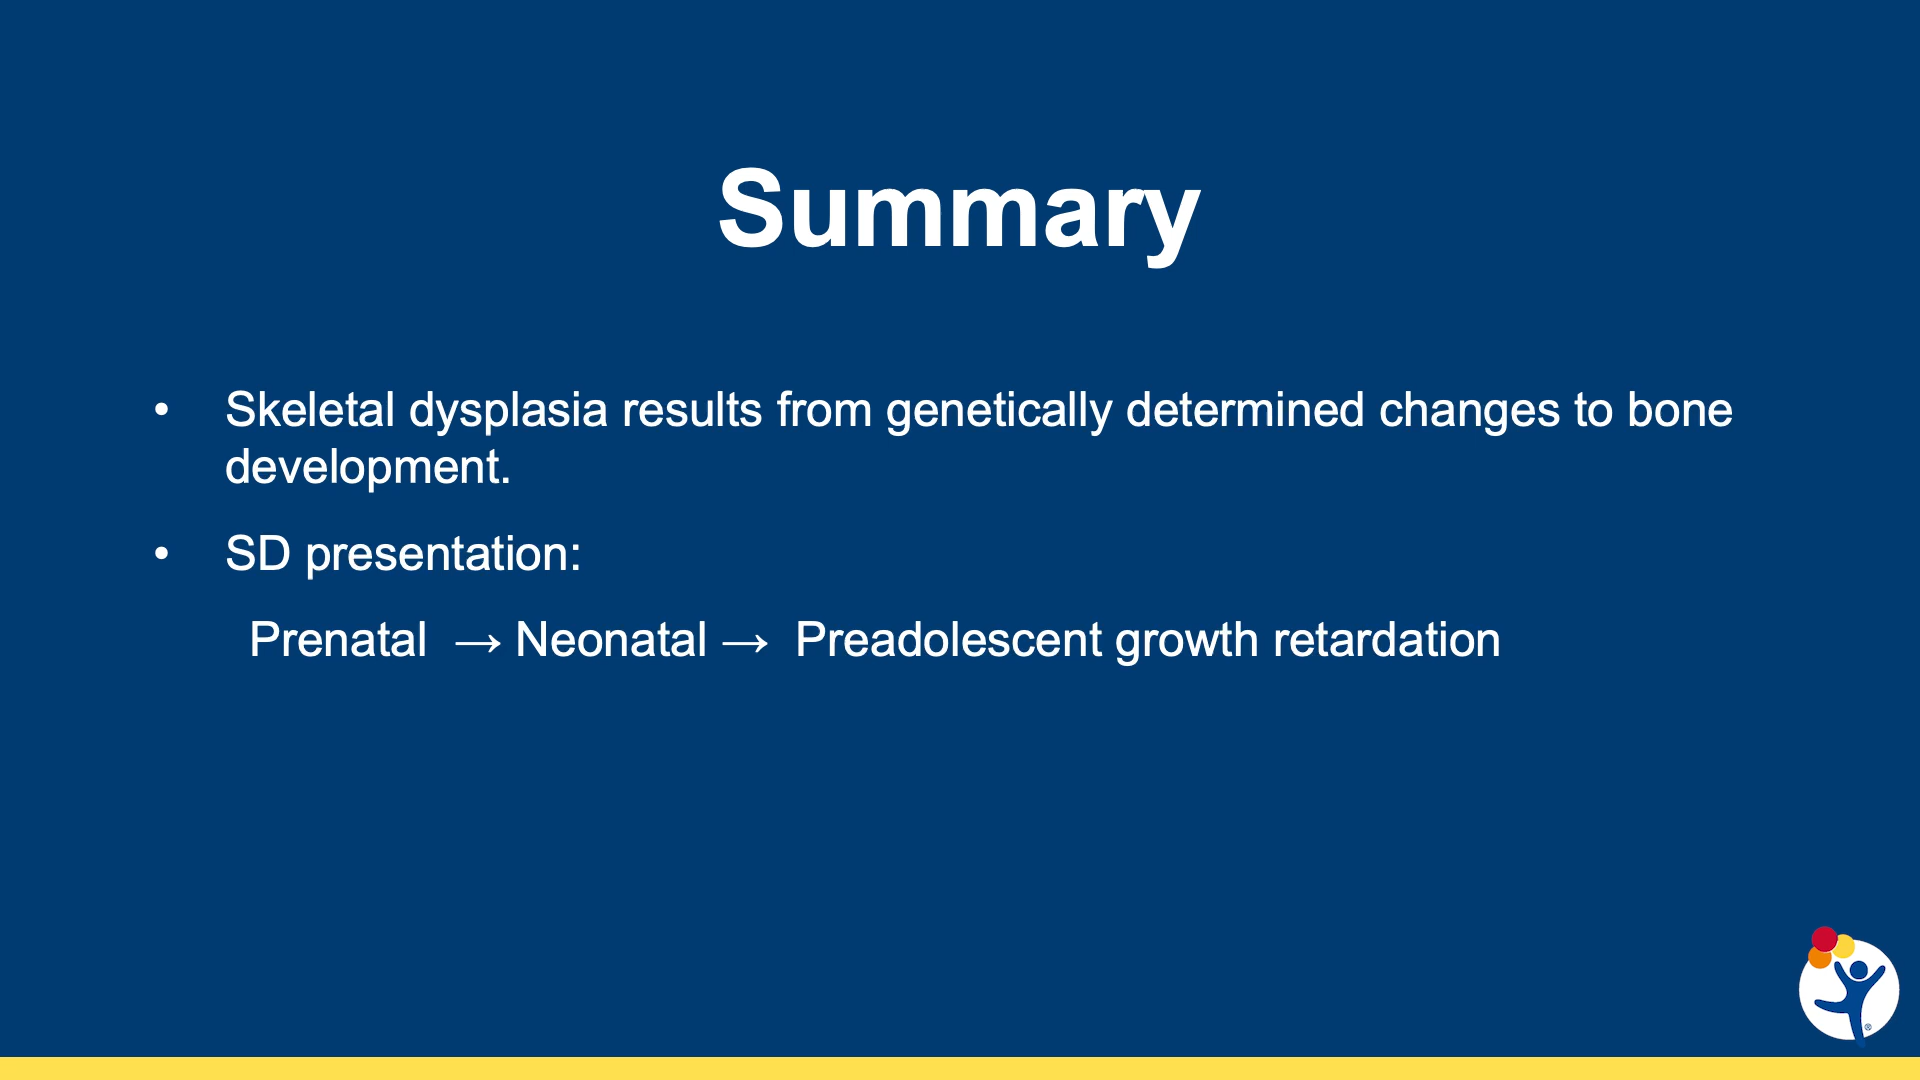 Summary
• Skeletal dysplasia results from genetically determined changes to bone
development.
• SD presentation:
Prenatal → Neonatal → Preadolescent growth retardation
®